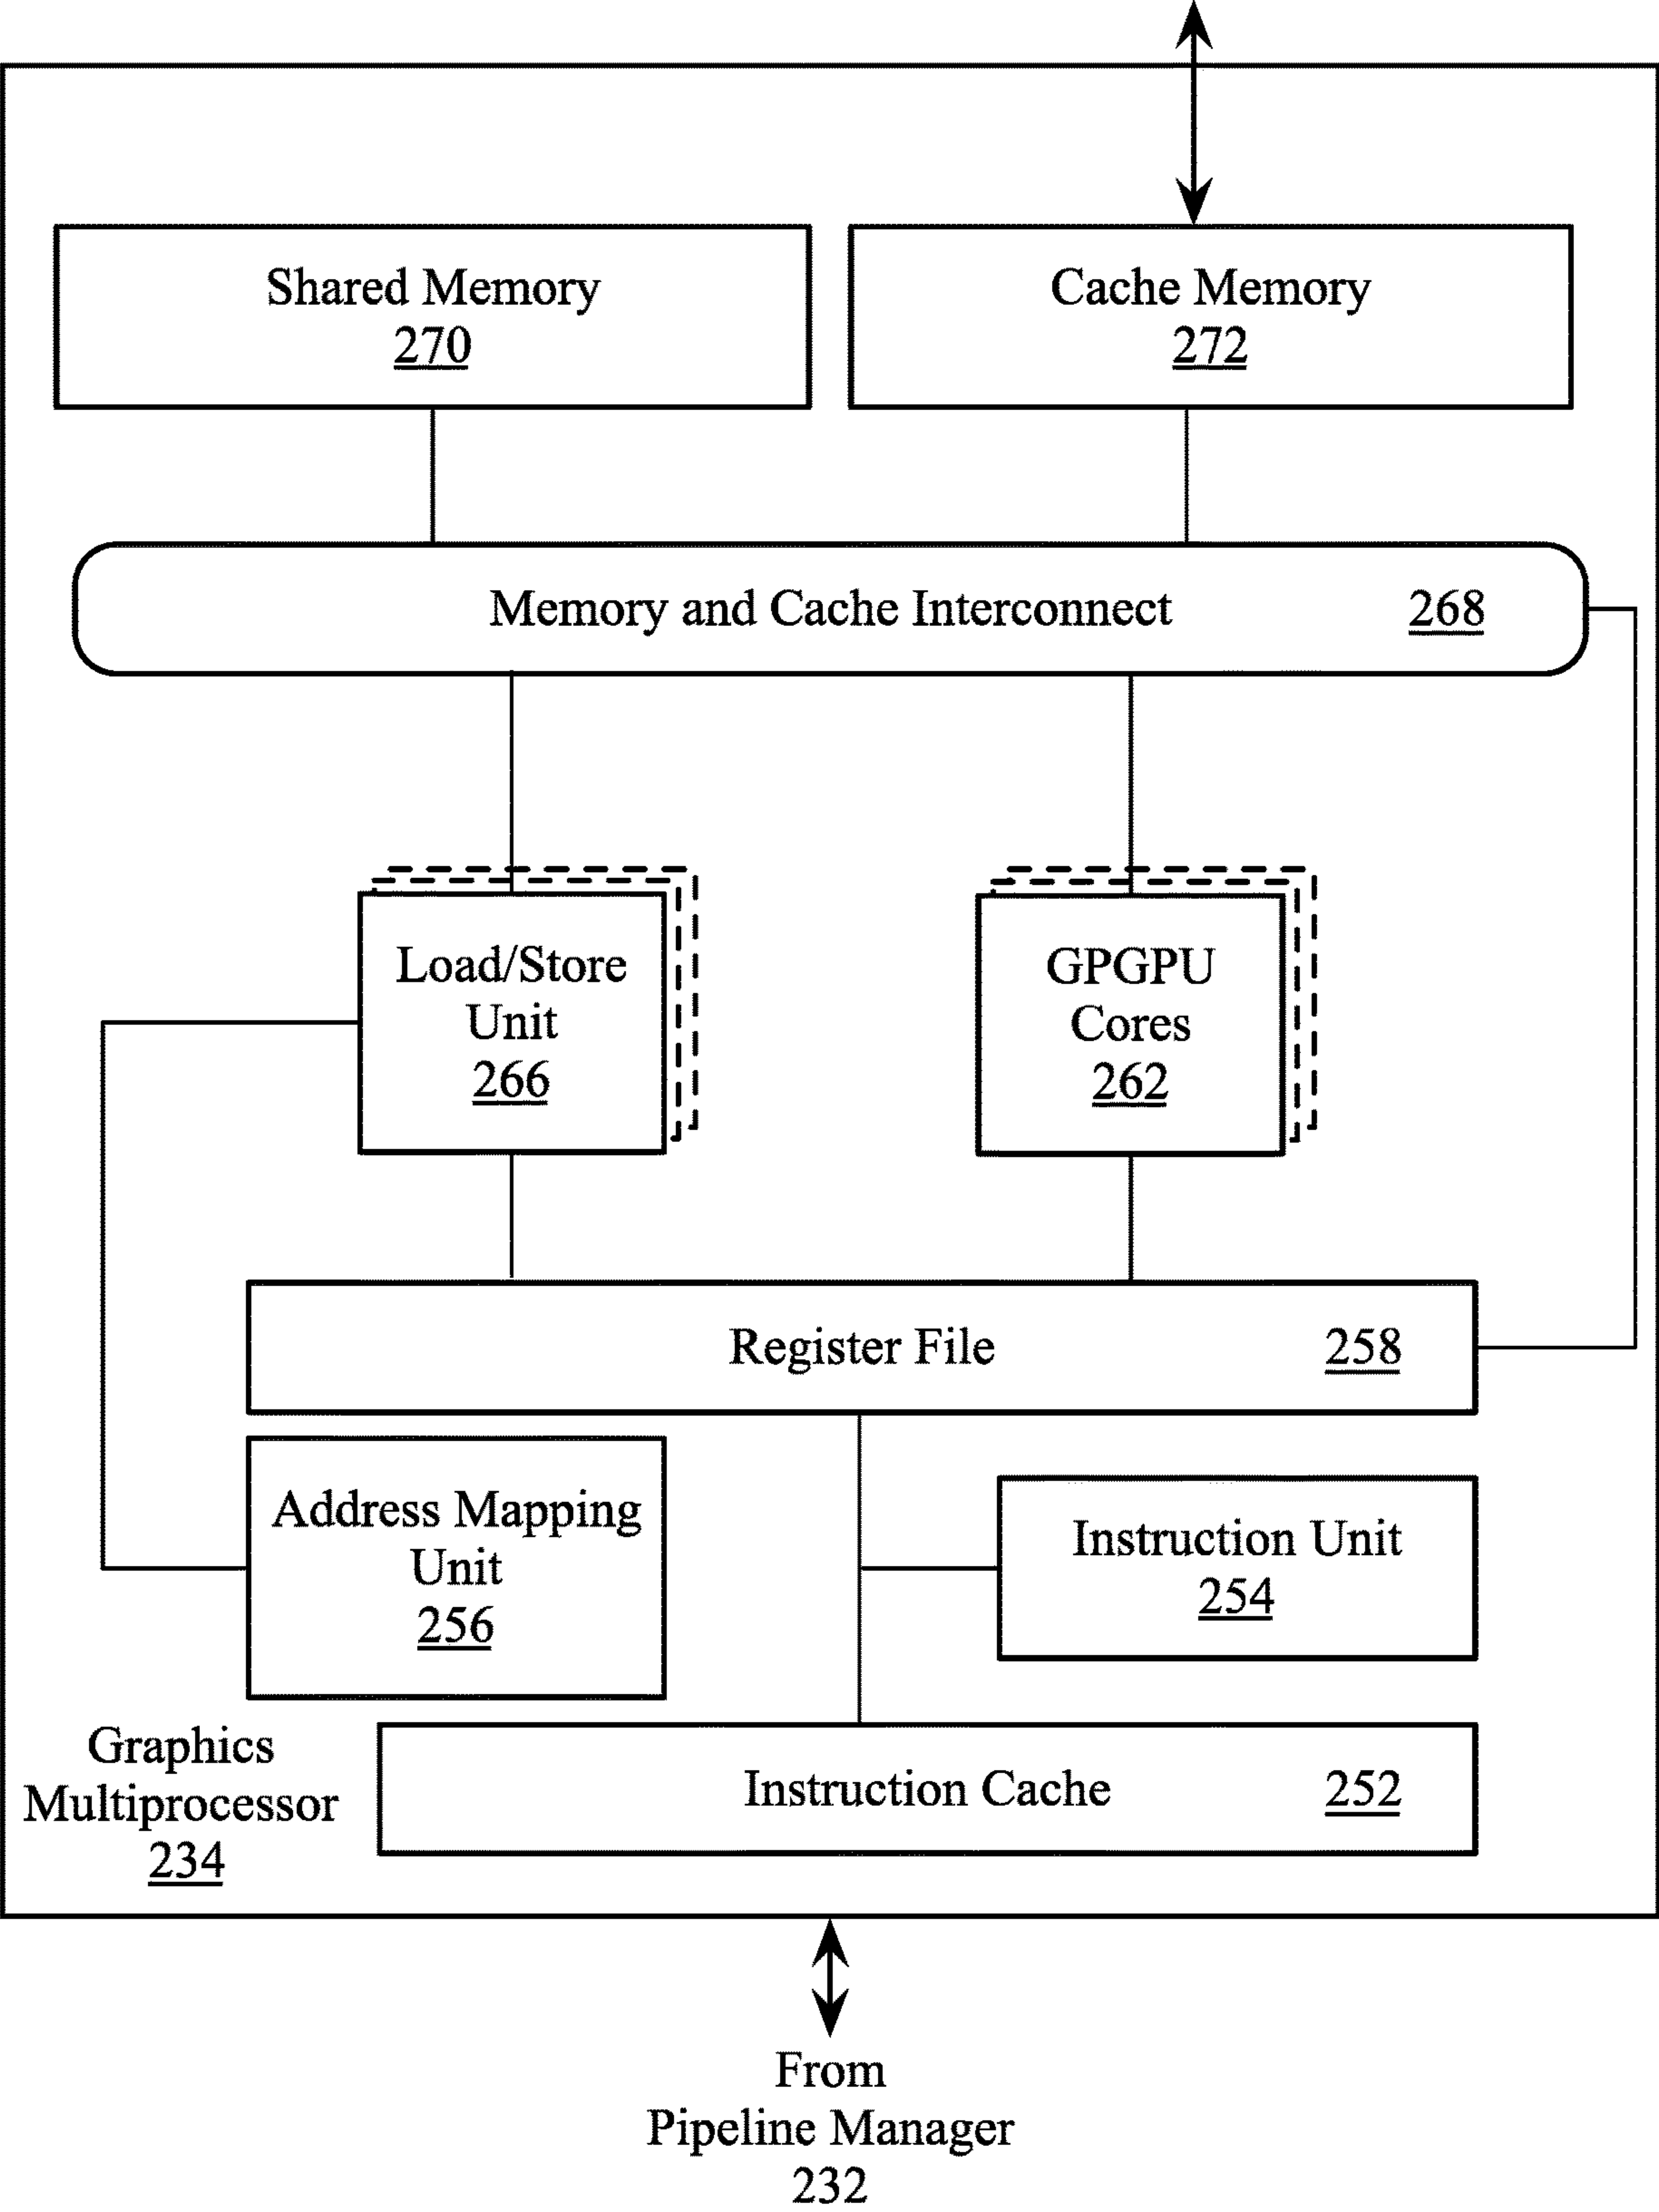 Shared Memory
270
Cache Memory
272
Memory and Cache Interconnect 268
Load/Store
Unit
266
GPGPU
Cores
262
Register File 258
Address Mapping
Unit
256
Instruction Unit
254
Graphics
Multiprocessor
234
Instruction Cache 252
From
Pipeline Manager
232